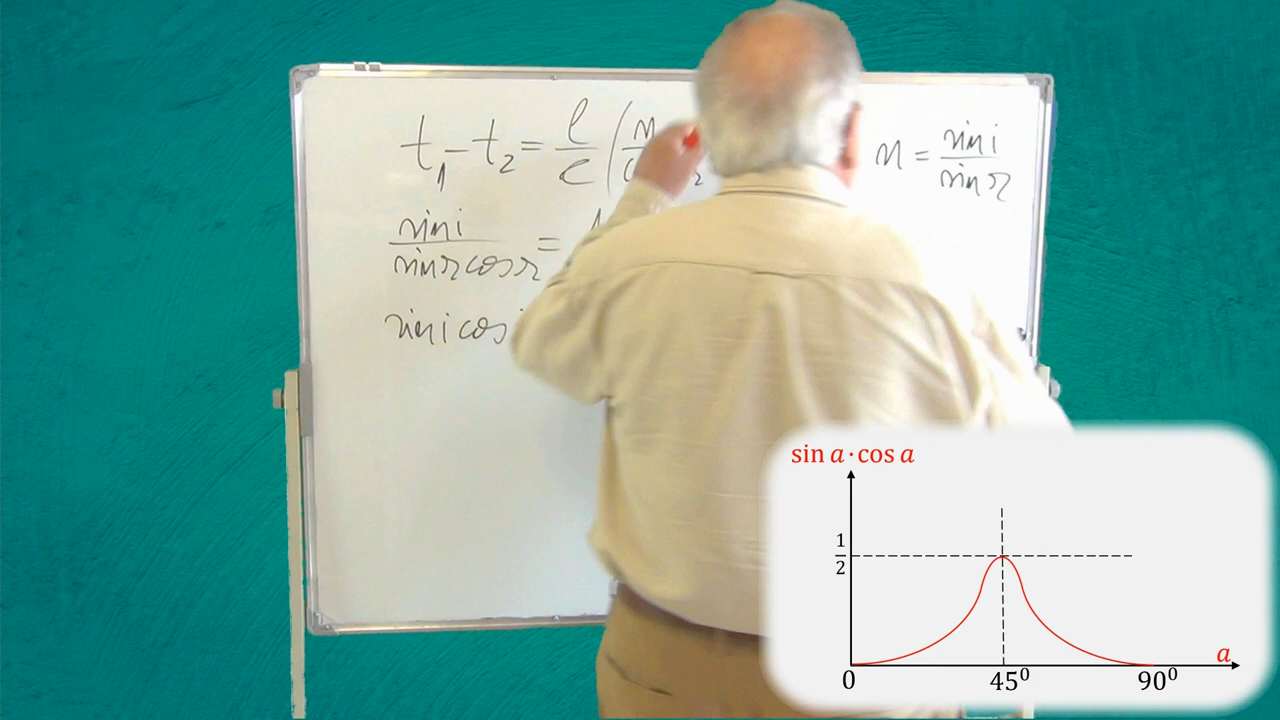 t₁ - t₂ = l/c (n
n = sin i / sin r
sin i / sin r cos r =
sin i cos
sin a · cos a
1/2
a
0 45⁰ 90⁰